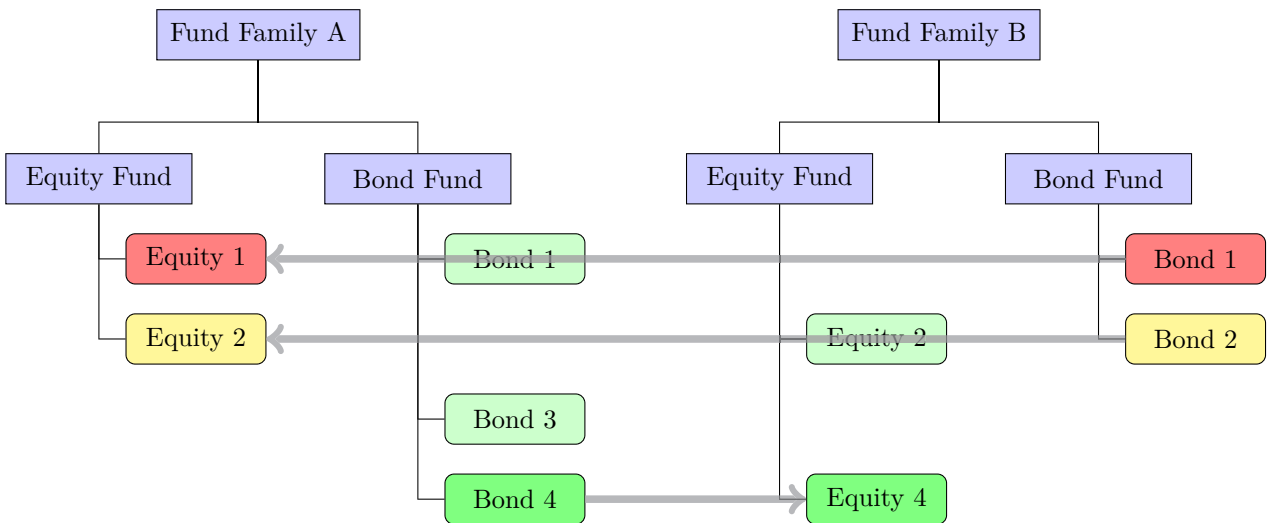 Fund Family A
Fund Family B
Equity Fund
Bond Fund
Equity Fund
Bond Fund
Equity 1
Bond 1
Bond 1
Equity 2
Equity 2
Bond 2
Bond 3
Bond 4
Equity 4